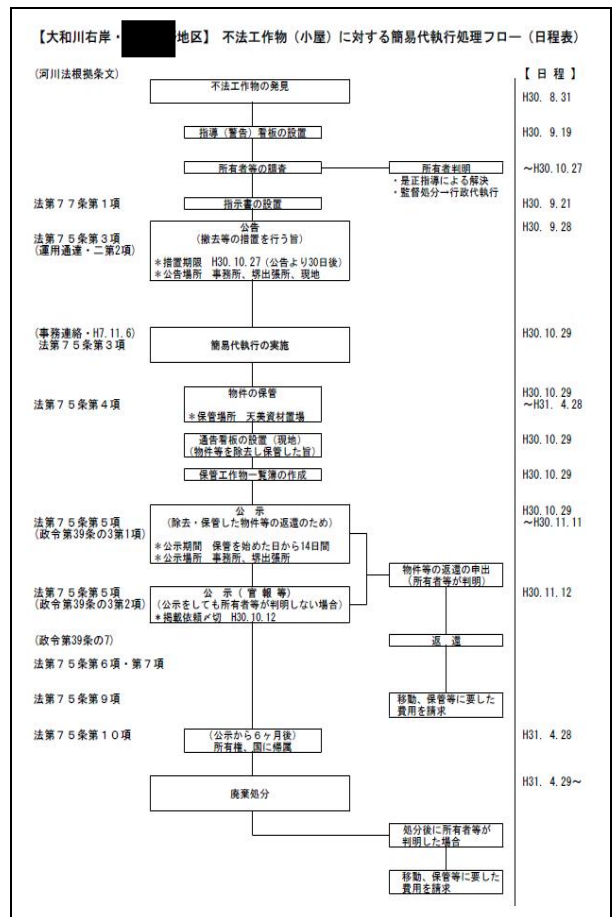 【大和川右岸・地区】 不法工作物（小屋）に対する簡易代執行処理フロー（日程表）
(河川法根拠条文)
【 日 程 】
不法工作物の発見
H30. 8.31
指導（警告）看板の設置
H30. 9.19
所有者等の調査
所有者判明
～H30.10.27
・是正指導による解決
・監督処分→行政代執行
法第７７条第１項
指示書の設置
H30. 9.21
法第７５条第３項
(運用通達・二第2項)
公告
(撤去等の措置を行う旨)
H30. 9.28
＊措置期限 H30.10.27 (公告より30日後)
＊公告場所 事務所、堺出張所、現地
(事務連絡・H7.11.6)
法第７５条第３項
簡易代執行の実施
H30.10.29
法第７５条第４項
物件の保管
＊保管場所 天美資材置場
H30.10.29
～H31. 4.28
通告看板の設置（現地）
(物件等を除去し保管した旨)
H30.10.29
保管工作物一覧簿の作成
H30.10.29
法第７５条第５項
(政令第39条の3第1項)
公 示
(除去・保管した物件等の返還のため)
＊公示期間 保管を始めた日から14日間
＊公示場所 事務所、堺出張所
H30.10.29
～H30.11.11
物件等の返還の申出
(所有者等が判明)
法第７５条第５項
(政令第39条の3第2項)
公 示 ( 官 報 等 )
(公示をしても所有者等が判明しない場合)
＊掲載依頼〆切 H30.10.12
H30.11.12
(政令第39条の7)
返 還
法第７５条第６項・第７項
法第７５条第９項
移動、保管等に要した
費用を請求
法第７５条第１０項
(公示から６ヶ月後)
所有権、国に帰属
H31. 4.28
廃棄処分
H31. 4.29～
処分後に所有者等が
判明した場合
移動、保管等に要した
費用を請求